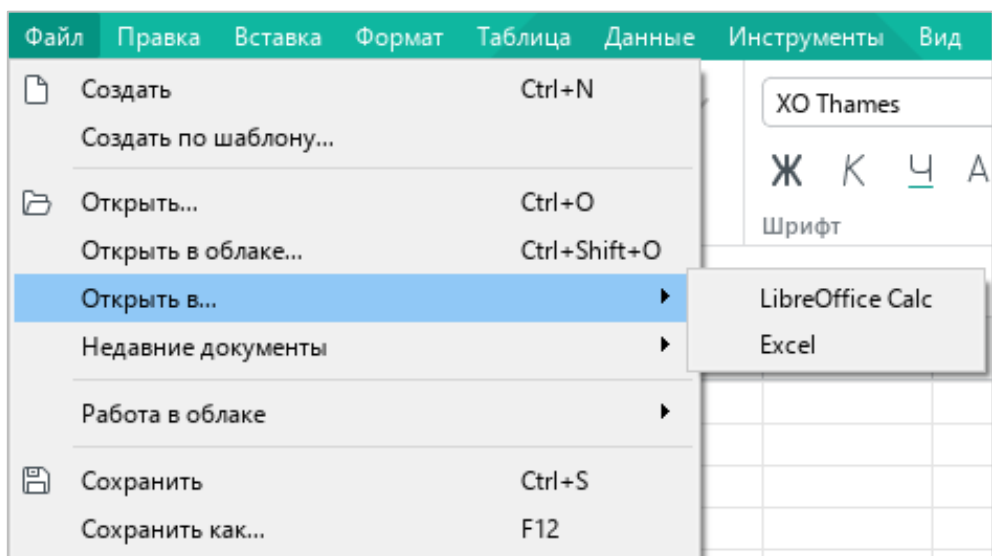 Файл Правка Вставка Формат Таблица Данные Инструменты Вид
Создать Ctrl+N
Создать по шаблону...
Открыть... Ctrl+O
Открыть в облаке... Ctrl+Shift+O
Открыть в...
Недавние документы
Работа в облаке
Сохранить Ctrl+S
Сохранить как... F12
LibreOffice Calc
Excel
XO Thames
Ж К Ч А
Шрифт